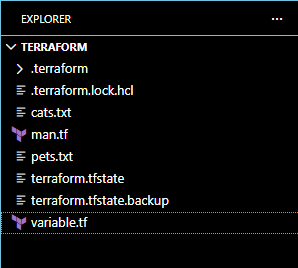 EXPLORER
TERRAFORM
.terraform
.terraform.lock.hcl
cats.txt
man.tf
pets.txt
terraform.tfstate
terraform.tfstate.backup
variable.tf